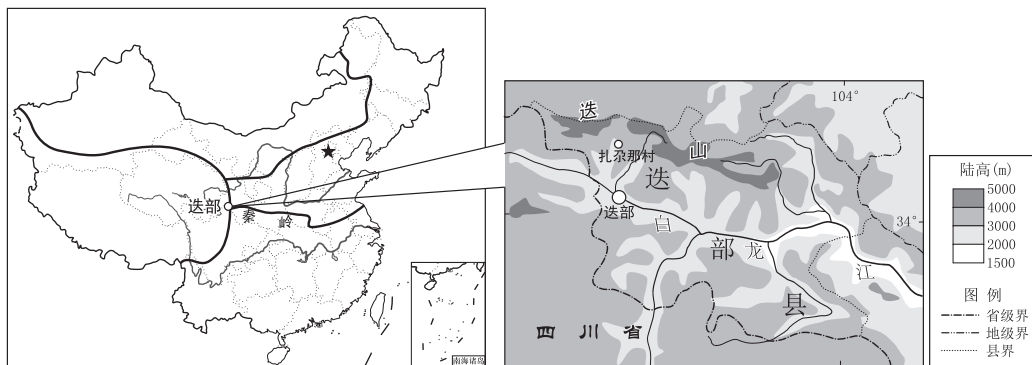 迭部
秦
岭
南海诸岛
104°
迭
山
扎尕那村
迭
迭部
白
34°
部
龙
江
县
四 川 省
陆高(m)
5000
4000
3000
2000
1500
图 例
省级界
地级界
县界